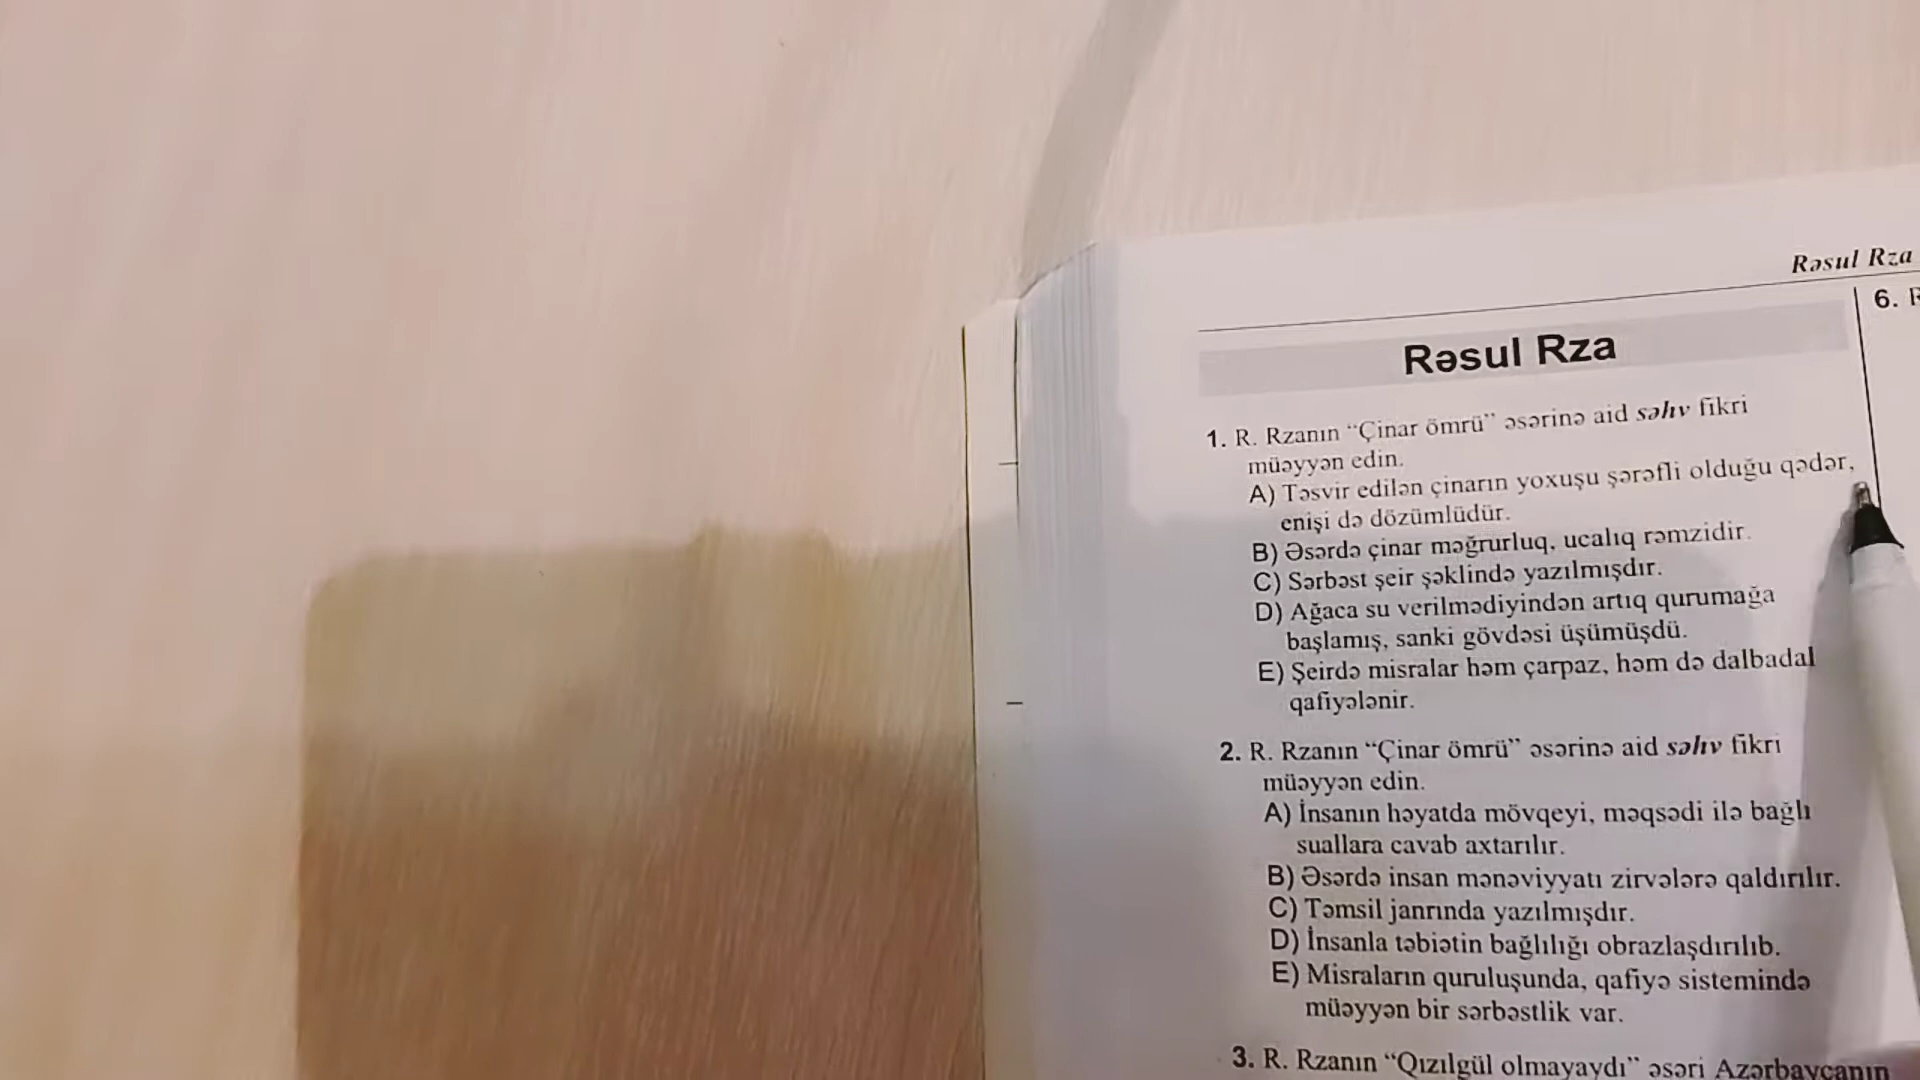 Rəsul Rza
Rəsul Rza
1. R. Rzanın “Çinar ömrü” əsərinə aid səhv fikri
müəyyən edin.
A) Təsvir edilən çinarın yoxuşu şərəfli olduğu qədər,
enişi də dözümlüdür.
B) Əsərdə çinar məğrurluq, ucalıq rəmzidir.
C) Sərbəst şeir şəklində yazılmışdır.
D) Ağaca su verilmədiyindən artıq qurumağa
başlamış, sanki gövdəsi üşümüşdü.
E) Şeirdə misralar həm çarpaz, həm də dalbadal
qafiyələnir.
2. R. Rzanın “Çinar ömrü” əsərinə aid səhv fikri
müəyyən edin.
A) İnsanın həyatda mövqeyi, məqsədi ilə bağlı
suallara cavab axtarılır.
B) Əsərdə insan mənəviyyatı zirvələrə qaldırılır.
C) Təmsil janrında yazılmışdır.
D) İnsanla təbiətin bağlılığı obrazlaşdırılıb.
E) Misraların quruluşunda, qafiyə sistemində
müəyyən bir sərbəstlik var.
3. R. Rzanın “Qızılgül olmayaydı” əsəri Azərbaycanın
6.